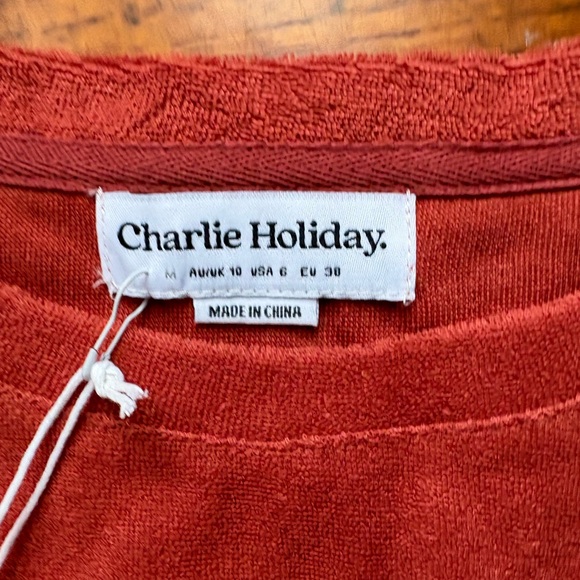 Charlie Holiday.
M AU/UK 10 USA 6 EU 38
MADE IN CHINA